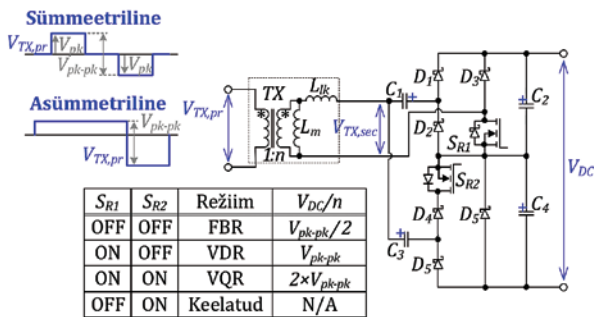 Sümmeetriline
V_TX,pr
V_pk
V_pk-pk
V_pk
Asümmeetriline
V_pk-pk
V_TX,pr
V_TX,pr
TX
L_lk
*
*
L_m
1:n
V_TX,sec
C_1
+
D_1
D_3
D_2
S_R1
+
C_2
V_DC
S_R2
D_4
D_5
+
C_4
C_3
+
D_5
S_R1 S_R2 Režiim V_DC/n
OFF OFF FBR V_pk-pk/2
ON OFF VDR V_pk-pk
ON ON VQR 2×V_pk-pk
OFF ON Keelatud N/A